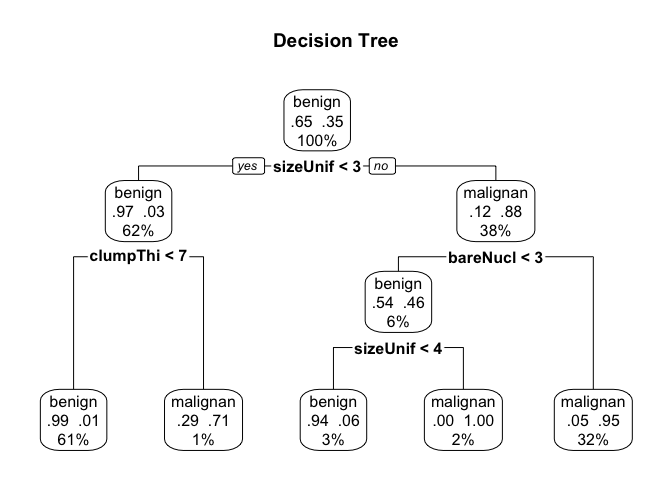 Decision Tree
benign
.65 .35
100%
yes sizeUnif < 3 no
benign
.97 .03
62%
malignan
.12 .88
38%
clumpThi < 7
bareNucl < 3
benign
.54 .46
6%
sizeUnif < 4
benign
.99 .01
61%
malignan
.29 .71
1%
benign
.94 .06
3%
malignan
.00 1.00
2%
malignan
.05 .95
32%